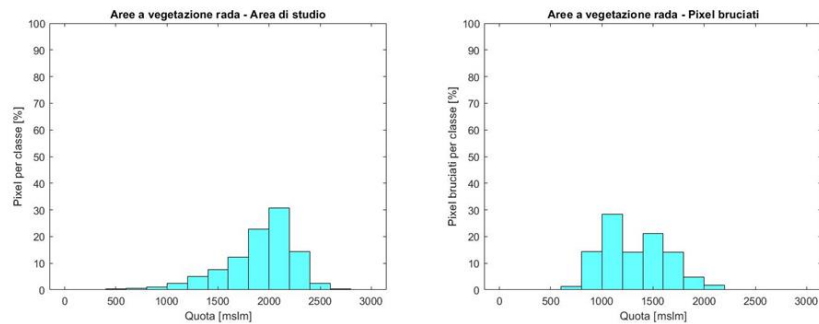 Aree a vegetazione rada - Area di studio
100
90
80
70
60
50
40
30
20
10
0
Pixel per classe [%]
0 500 1000 1500 2000 2500 3000
Quota [mslm]
Aree a vegetazione rada - Pixel bruciati
100
90
80
70
60
50
40
30
20
10
0
Pixel bruciati per classe [%]
0 500 1000 1500 2000 2500 3000
Quota [mslm]